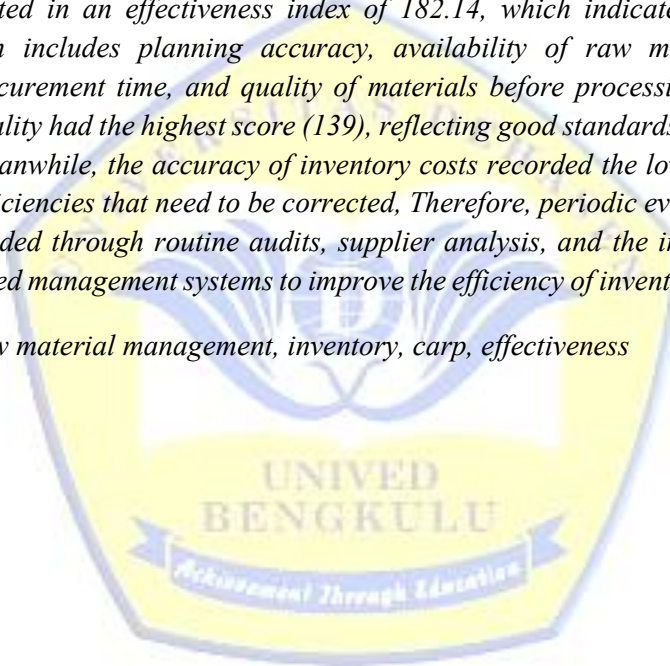 ted in an effectiveness index of 182.14, which indicate
n includes planning accuracy, availability of raw m
curement time, and quality of materials before processi
ality had the highest score (139), reflecting good standards
eanwhile, the accuracy of inventory costs recorded the lo
iciencies that need to be corrected, Therefore, periodic ev
ded through routine audits, supplier analysis, and the i
ed management systems to improve the efficiency of invent
w material management, inventory, carp, effectiveness
UNIVED
BENGKULU
Achievement Through Education